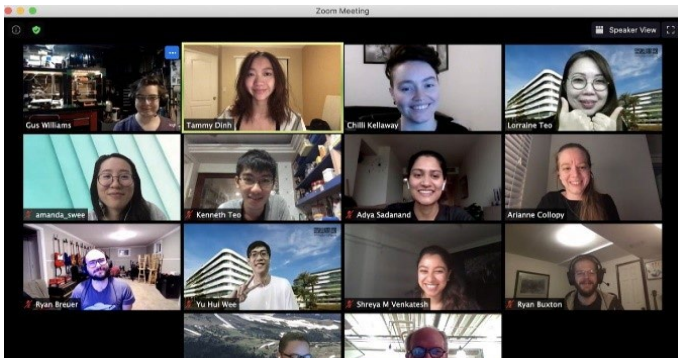 Zoom Meeting
Speaker View
Gus Williams
Tammy Dinh
Chilli Kellaway
Lorraine Teo
amanda_swee
Kenneth Teo
Adya Sadanand
Arianne Collopy
Ryan Breuer
Yu Hui Wee
Shreya M Venkatesh
Ryan Buxton